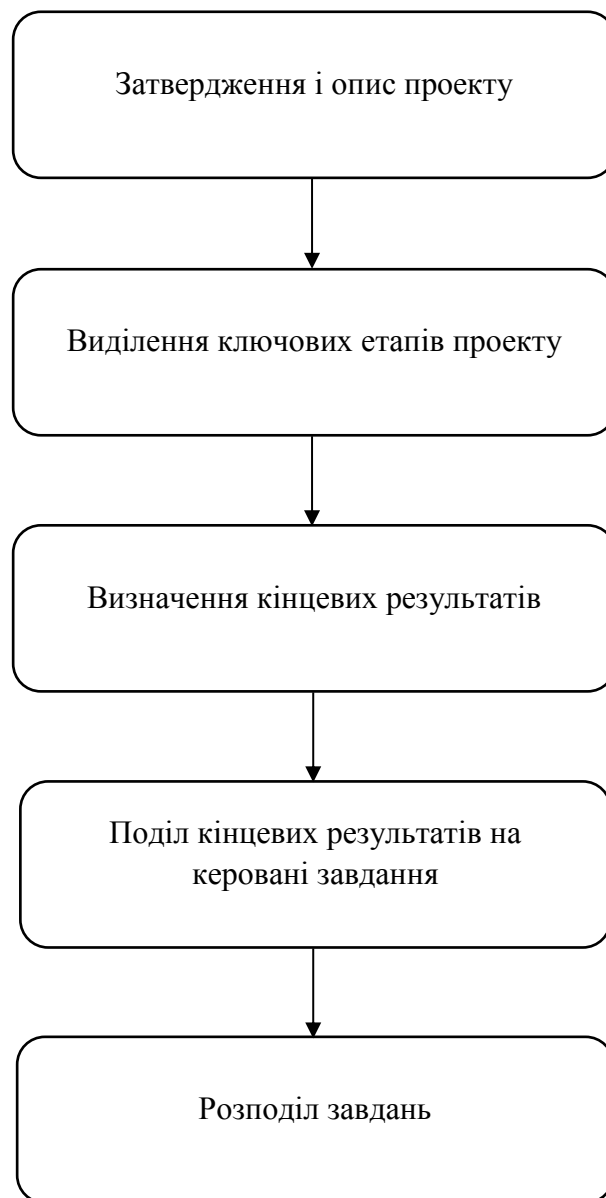 Затвердження і опис проекту
Виділення ключових етапів проекту
Визначення кінцевих результатів
Поділ кінцевих результатів на
керовані завдання
Розподіл завдань